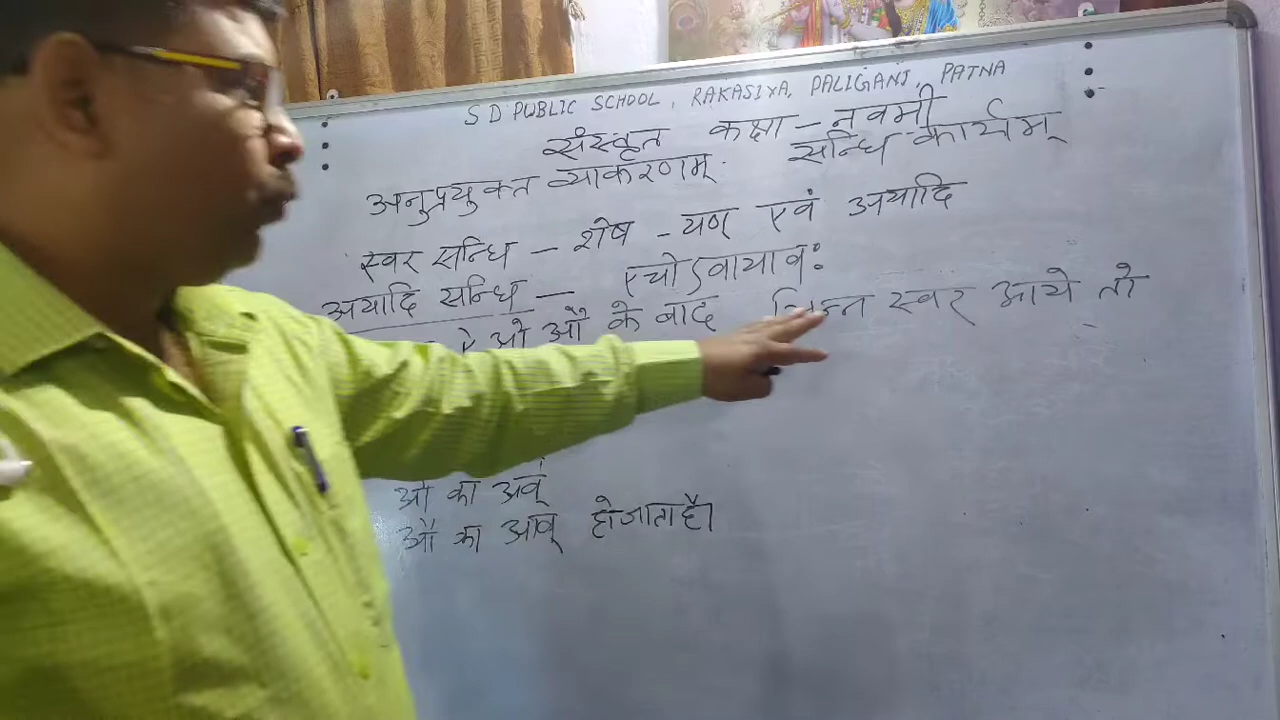 S D PUBLIC SCHOOL, RAKASIYA, PALIGANJ, PATNA
संस्कृत कक्षा - नवमी
अनुप्रयुक्त व्याकरणम् सन्धि कार्यम्
स्वर सन्धि - शेष - यण् एवं अयादि
अयादि सन्धि - एचोऽयवायावः
ऐ ओ औ के बाद भिन्न स्वर आये तो
ओ का अव्
औ का आव् हो जाता है।